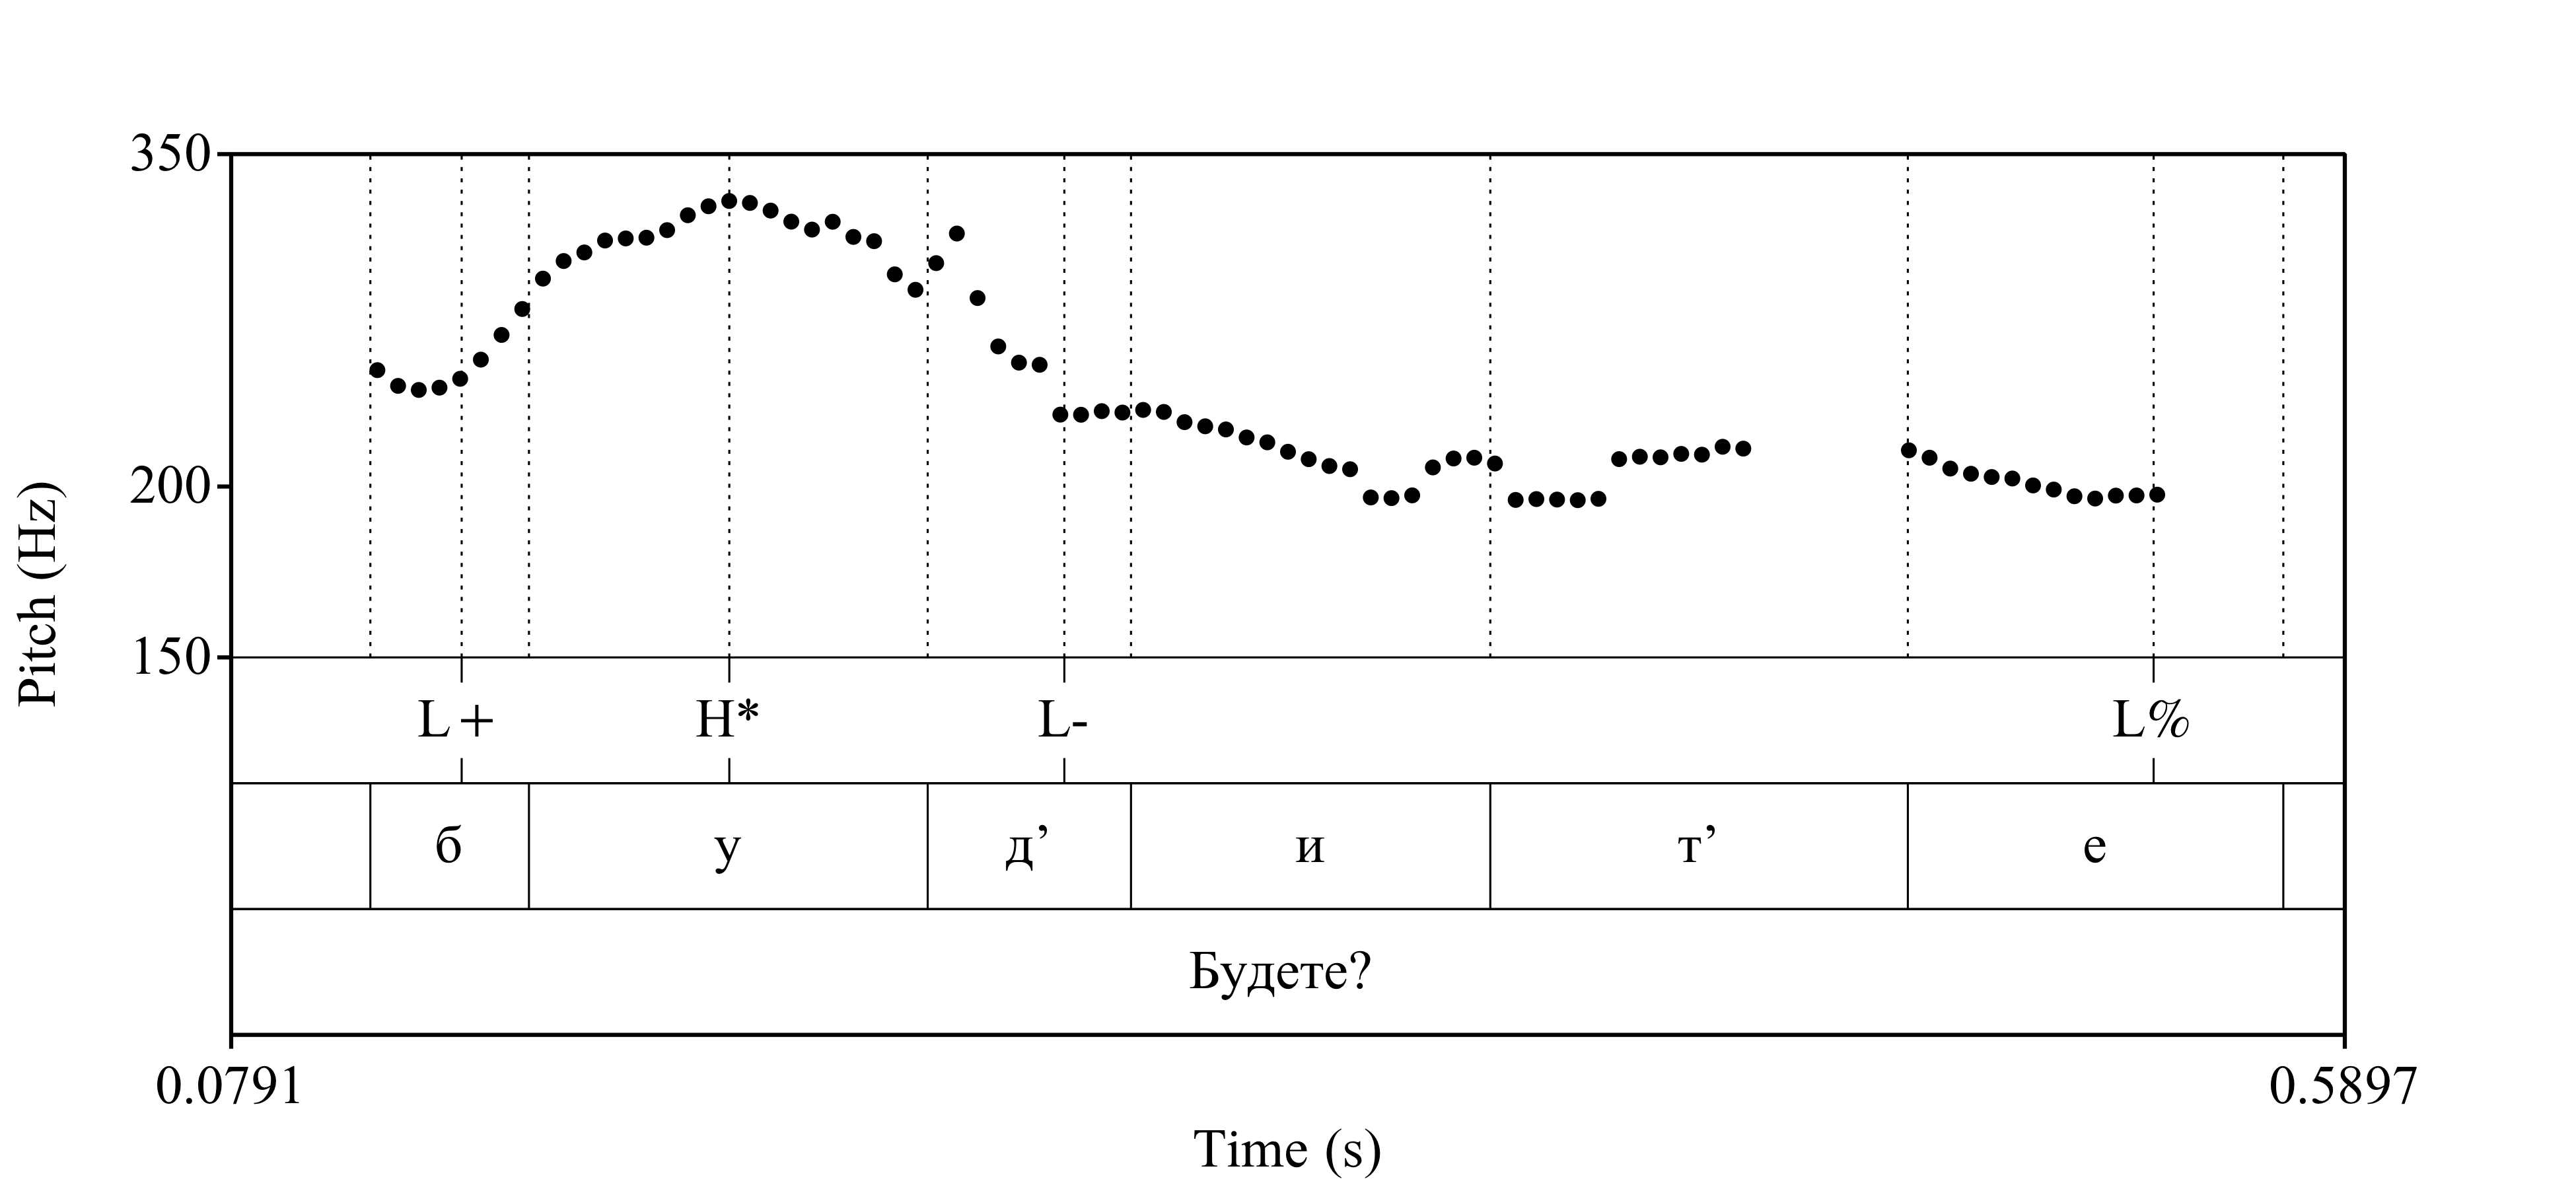 350
200
150
Pitch (Hz)
L+ H* L- L%
б у д’ и т’ е
Будете?
0.0791 0.5897
Time (s)